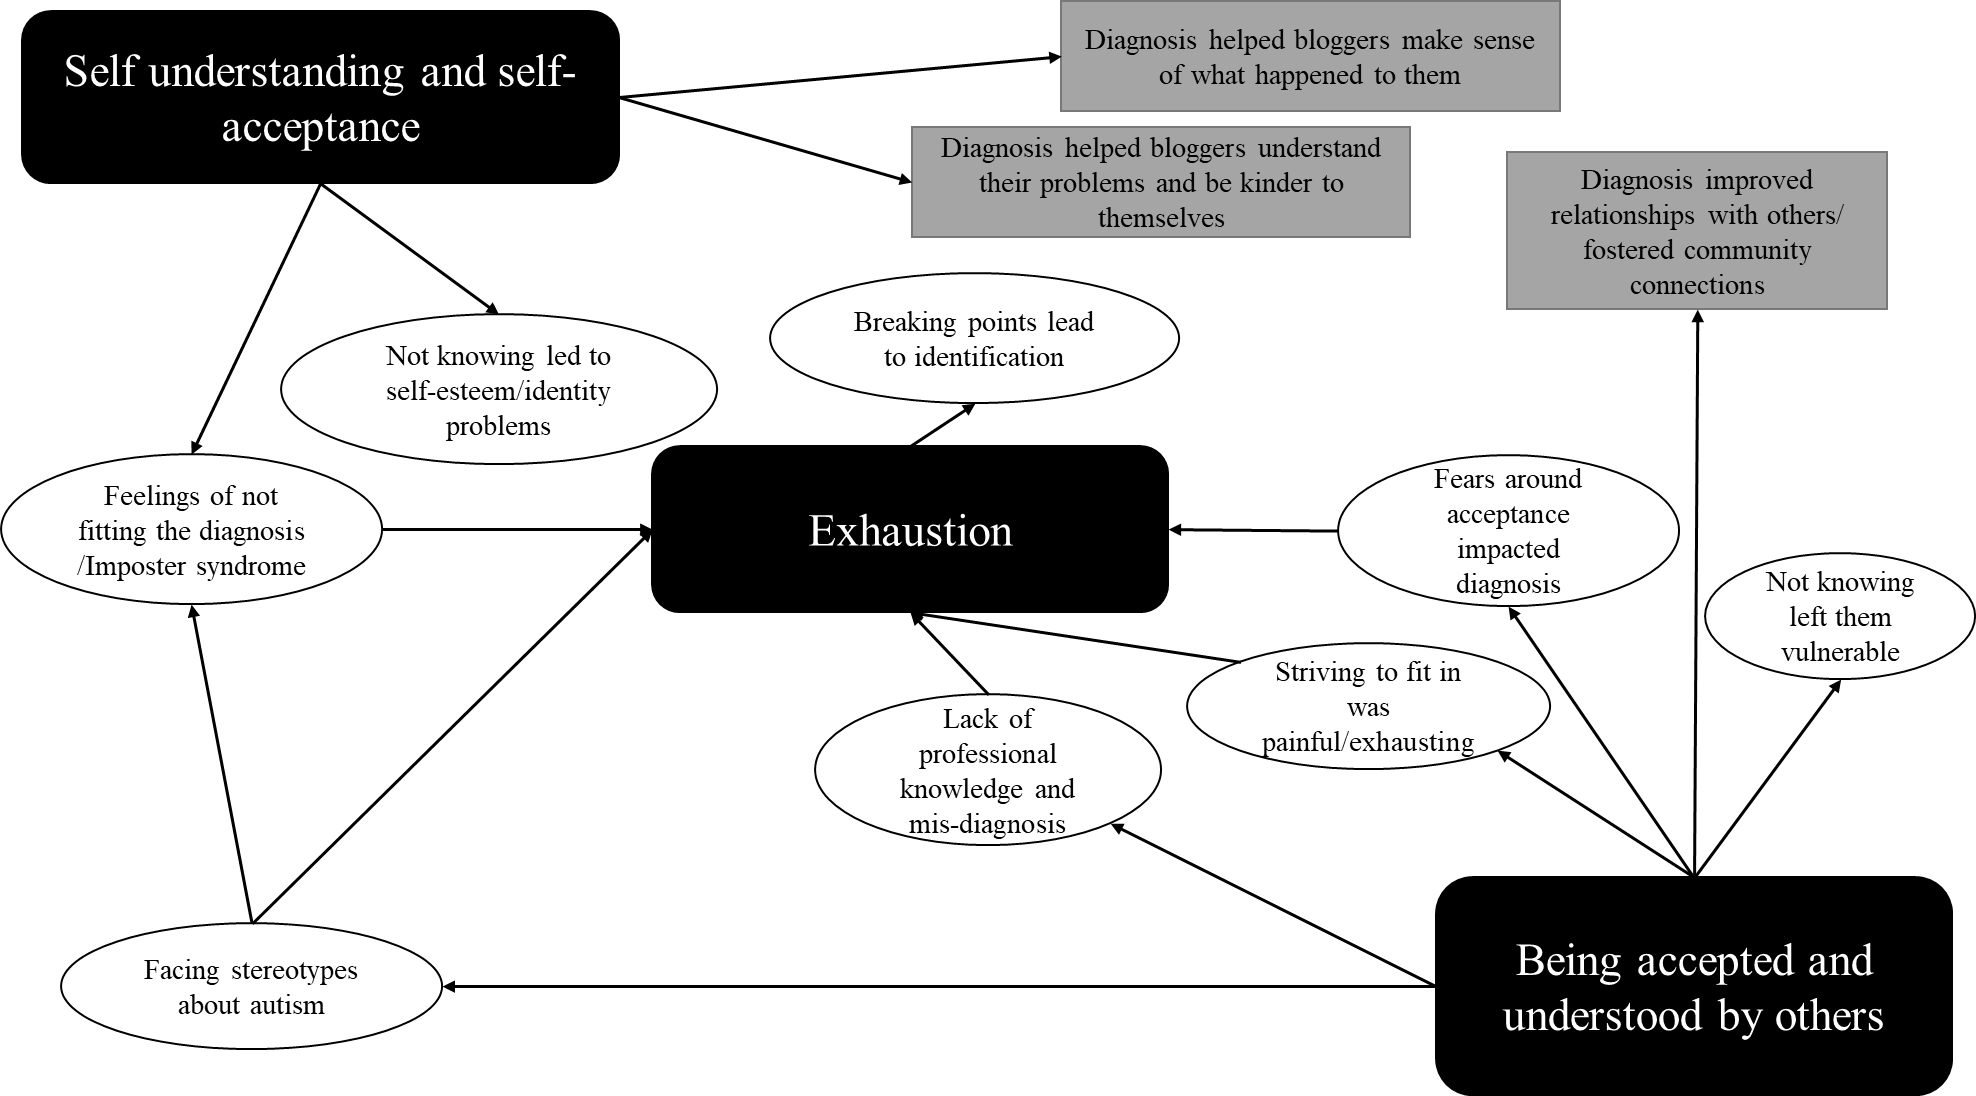 Self understanding and self-
acceptance
Diagnosis helped bloggers make sense
of what happened to them
Diagnosis helped bloggers understand
their problems and be kinder to
themselves
Diagnosis improved
relationships with others/
fostered community
connections
Breaking points lead
to identification
Not knowing led to
self-esteem/identity
problems
Feelings of not
fitting the diagnosis
/Imposter syndrome
Exhaustion
Fears around
acceptance
impacted
diagnosis
Not knowing
left them
vulnerable
Striving to fit in
was
painful/exhausting
Lack of
professional
knowledge and
mis-diagnosis
Facing stereotypes
about autism
Being accepted and
understood by others